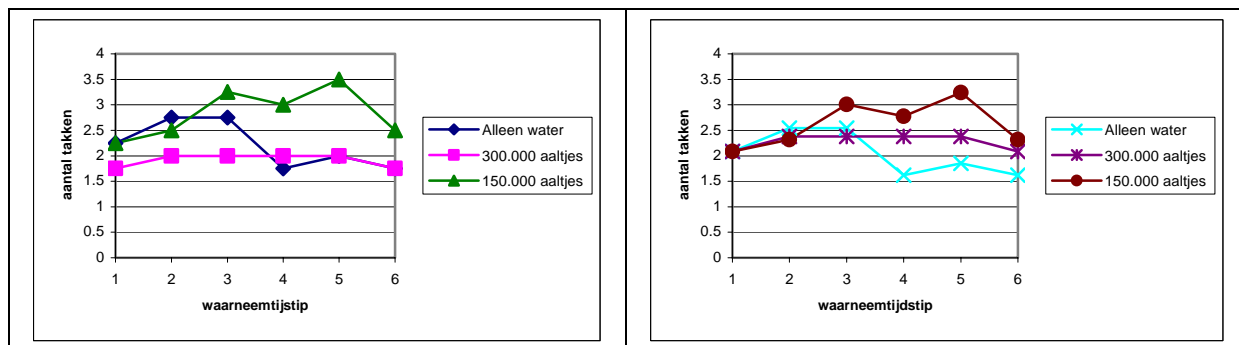 4
3.5
3
2.5
2
1.5
1
0.5
0
aantal takken
1 2 3 4 5 6
waarneemtijstip
Alleen water
300.000 aaltjes
150.000 aaltjes
4
3.5
3
2.5
2
1.5
1
0.5
0
aantal takken
1 2 3 4 5 6
waarneemtijdstip
Alleen water
300.000 aaltjes
150.000 aaltjes